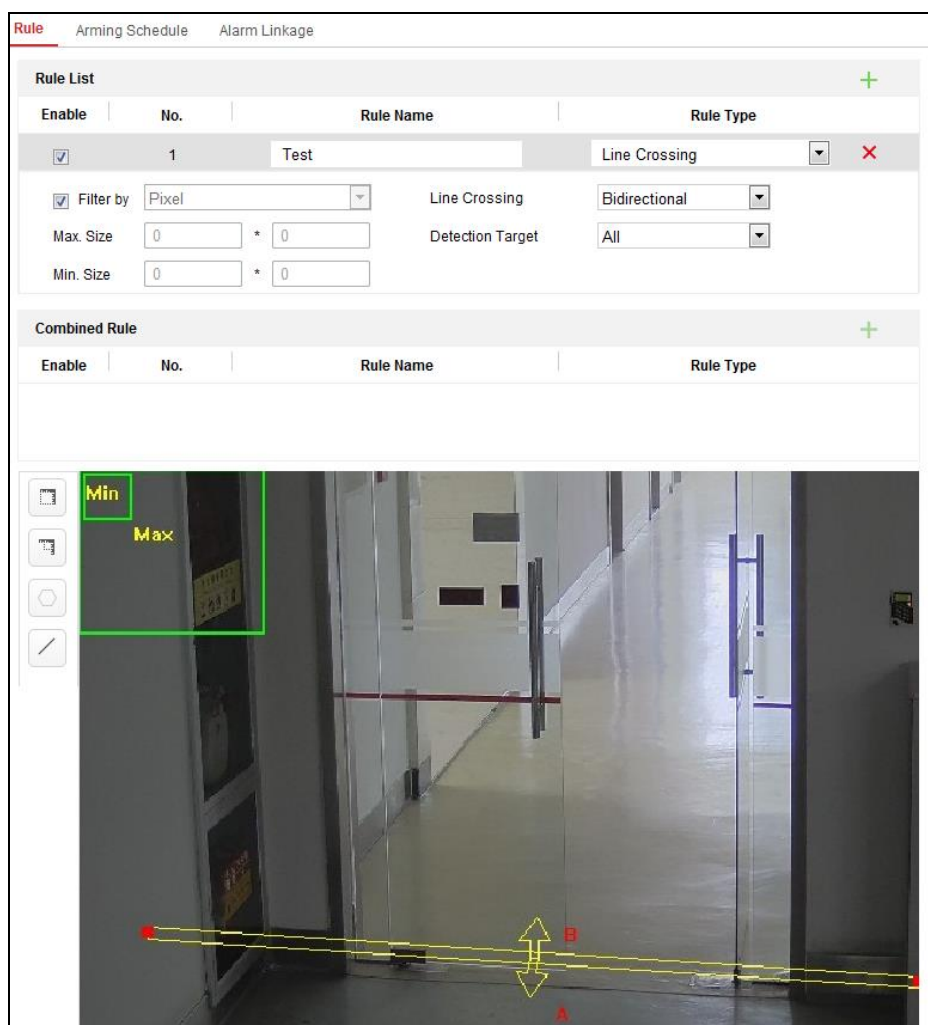 Rule Arming Schedule Alarm Linkage
Rule List
Enable No. Rule Name Rule Type
1 Test Line Crossing
Filter by Pixel Line Crossing Bidirectional
Max. Size 0 * 0 Detection Target All
Min. Size 0 * 0
Combined Rule
Enable No. Rule Name Rule Type
Min
Max
B
A